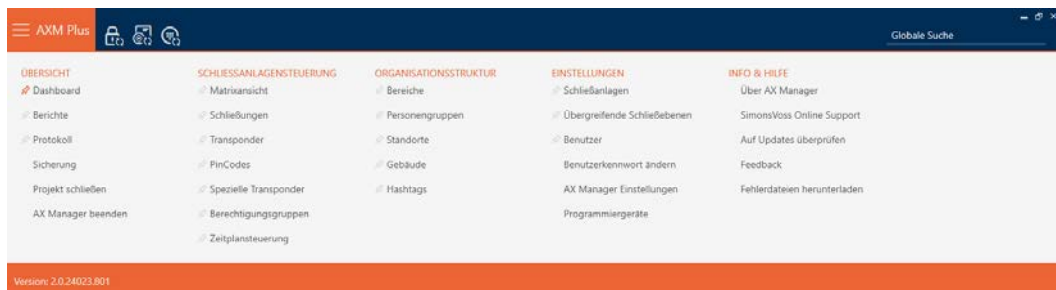 AXM Plus
Globale Suche
ÜBERSICHT
Dashboard
Berichte
Protokoll
Sicherung
Projekt schließen
AX Manager beenden
SCHLIESSANLAGENSTEUERUNG
Matrixansicht
Schließungen
Transponder
PinCodes
Spezielle Transponder
Berechtigungsgruppen
Zeitplansteuerung
ORGANISATIONSSTRUKTUR
Bereiche
Personengruppen
Standorte
Gebäude
Hashtags
EINSTELLUNGEN
Schließanlagen
Übergreifende Schließebenen
Benutzer
Benutzerkennwort ändern
AX Manager Einstellungen
Programmiergeräte
INFO & HILFE
Über AX Manager
SimonsVoss Online Support
Auf Updates überprüfen
Feedback
Fehlerdateien herunterladen
Version: 2.0.24023.801